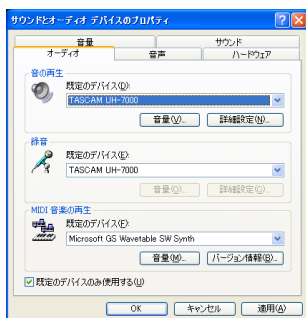 サウンドとオーディオ デバイスのプロパティ
音量
サウンド
オーディオ
音声
ハードウェア
音の再生
既定のデバイス(D):
TASCAM UH-7000
音量(V)...
詳細設定(N)...
録音
既定のデバイス(E):
TASCAM UH-7000
音量(O)...
詳細設定(C)...
MIDI 音楽の再生
既定のデバイス(F):
Microsoft GS Wavetable SW Synth
音量(M)...
バージョン情報(B)...
既定のデバイスのみ使用する(U)
OK
キャンセル
適用(A)